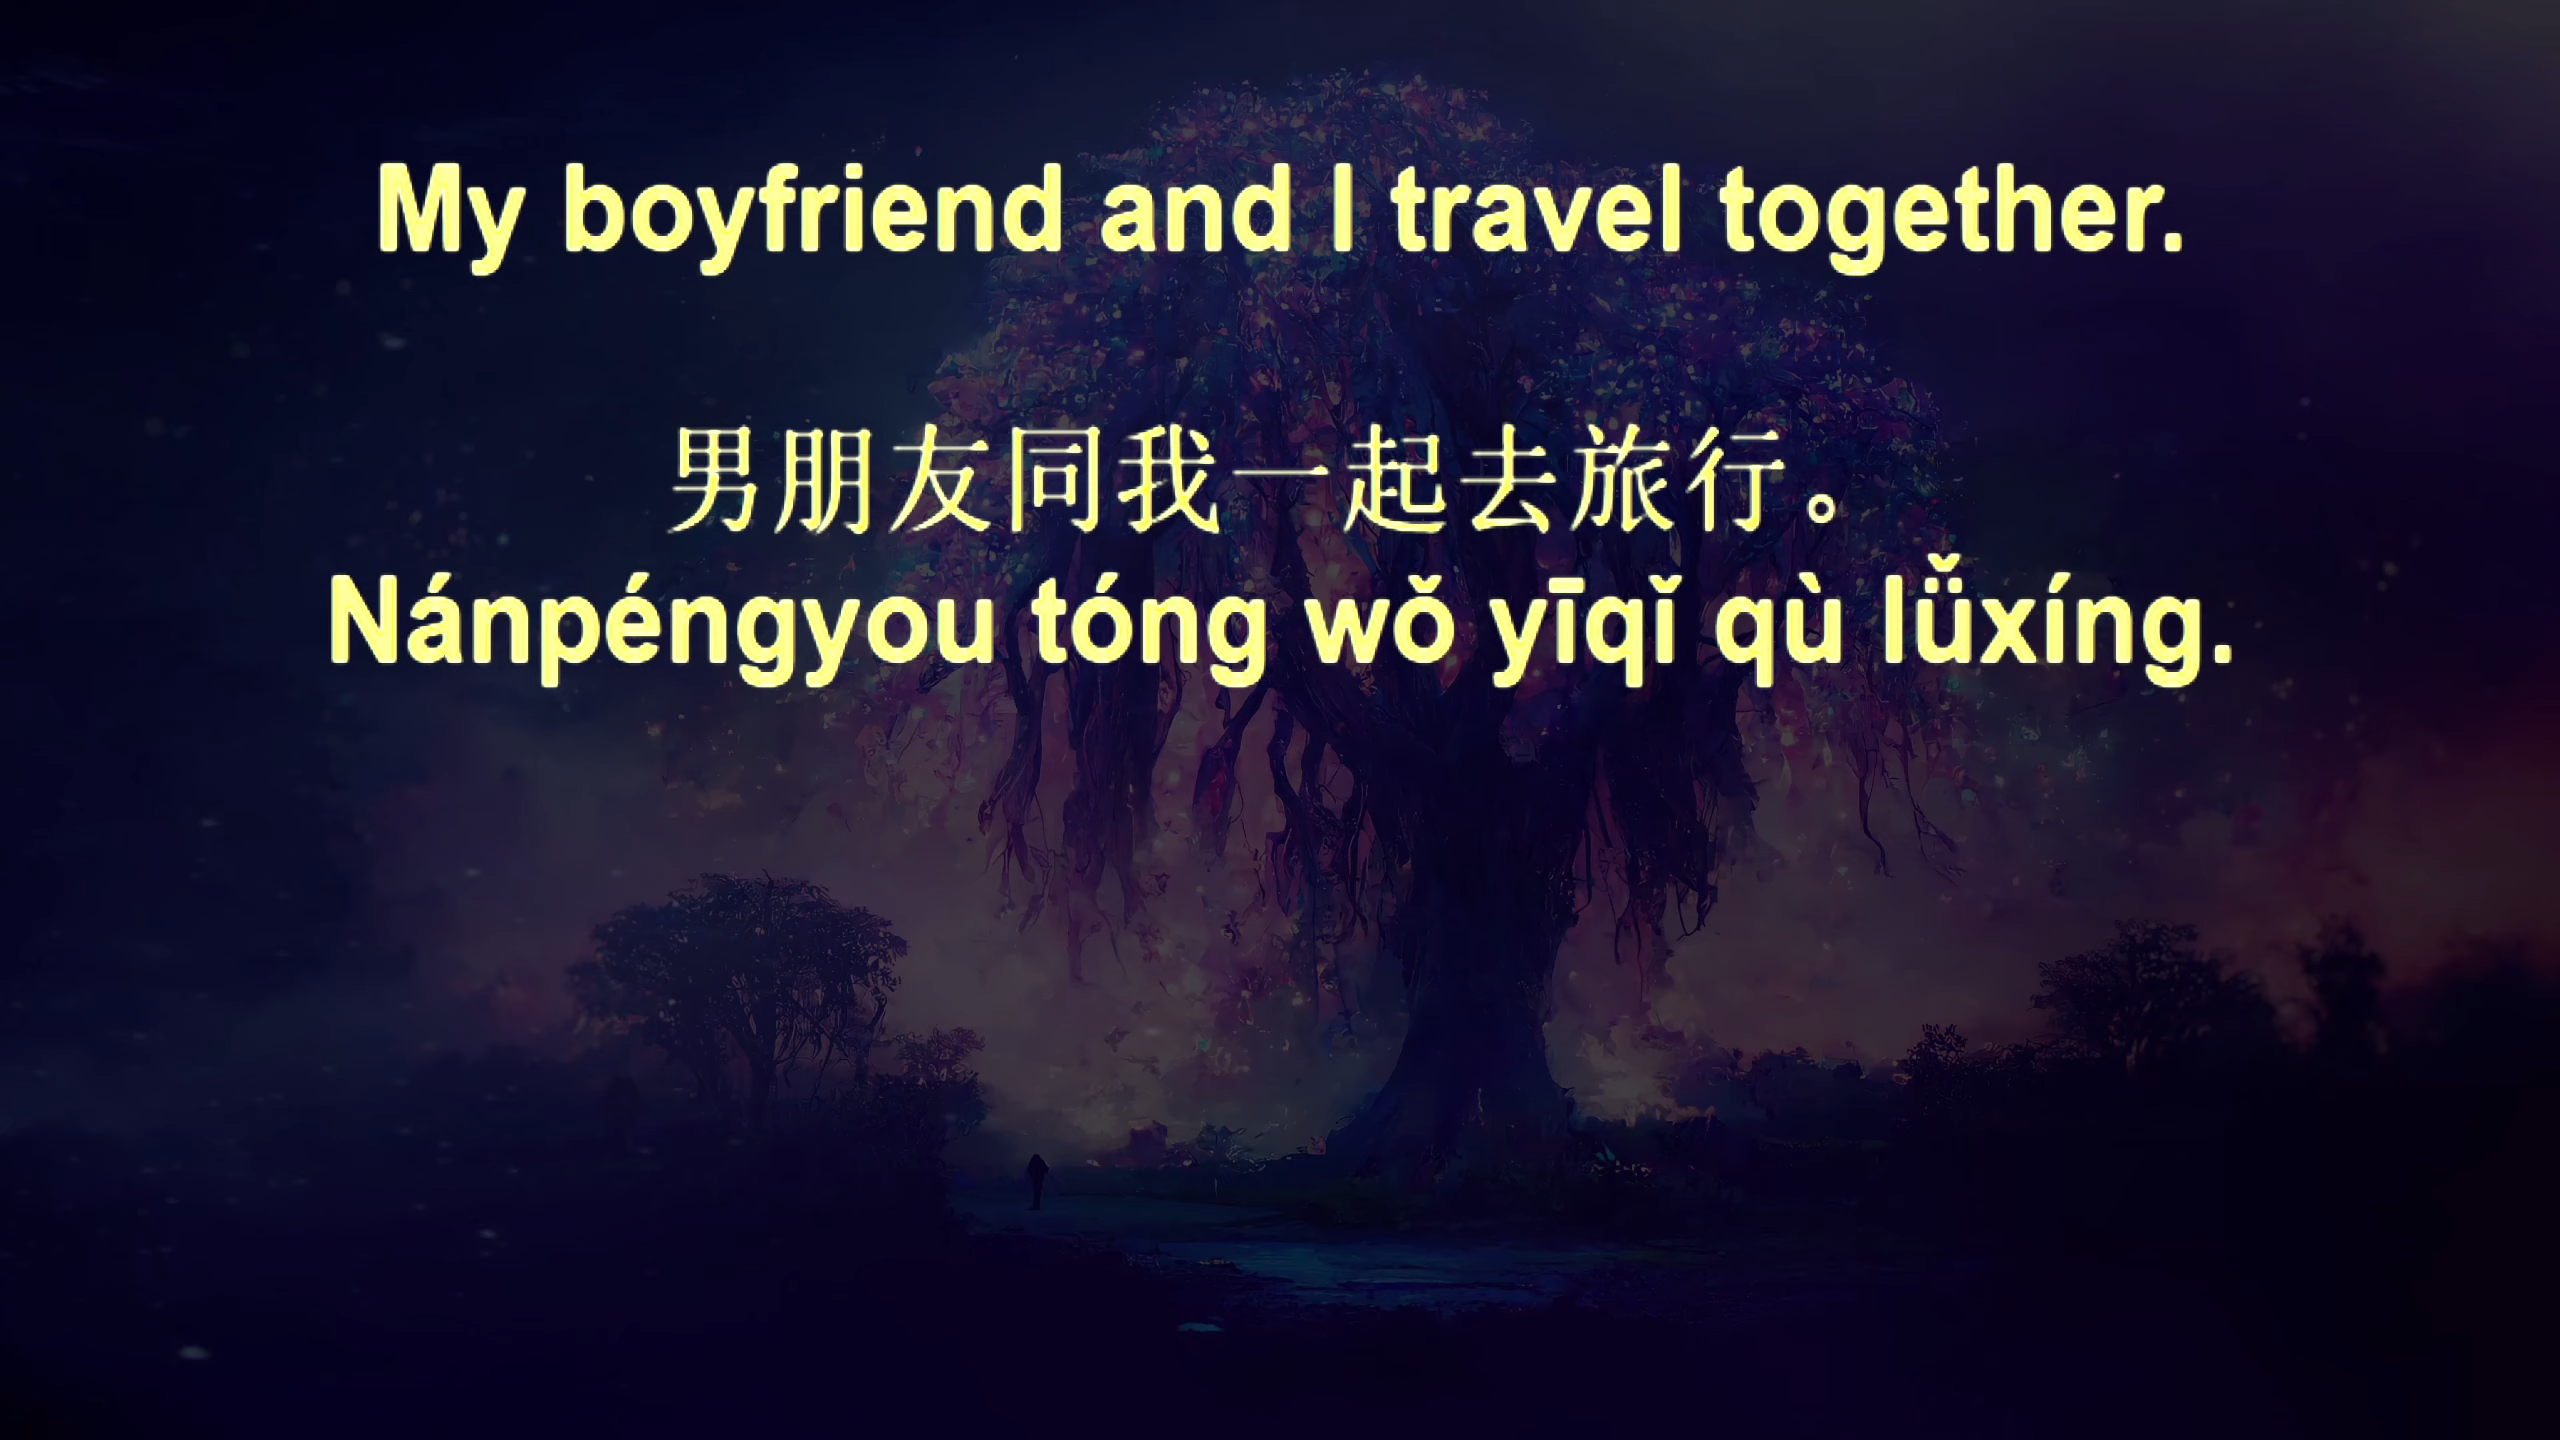 My boyfriend and I travel together.
男朋友同我一起去旅行。
Nánpéngyou tóng wǒ yīqǐ qù lǚxíng.